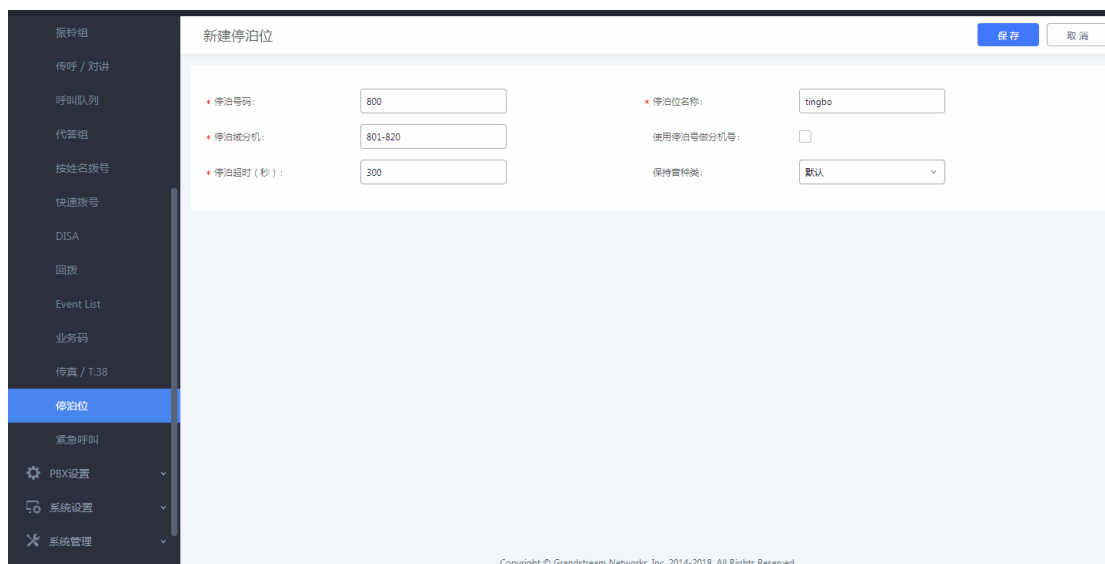 振铃组
传呼 / 对讲
呼叫队列
代答组
按姓名拨号
快速拨号
DISA
回拨
Event List
业务码
传真 / T.38
停泊位
紧急呼叫
PBX设置
系统设置
系统管理
新建停泊位
保存 取消
* 停泊号码: 800 * 停泊位名称: tingbo
* 停泊域分机: 801-820 使用停泊号做分机号:
* 停泊超时（秒）: 300 保持音种类: 默认
Copyright © Grandstream Networks, Inc. 2014-2018. All Rights Reserved.